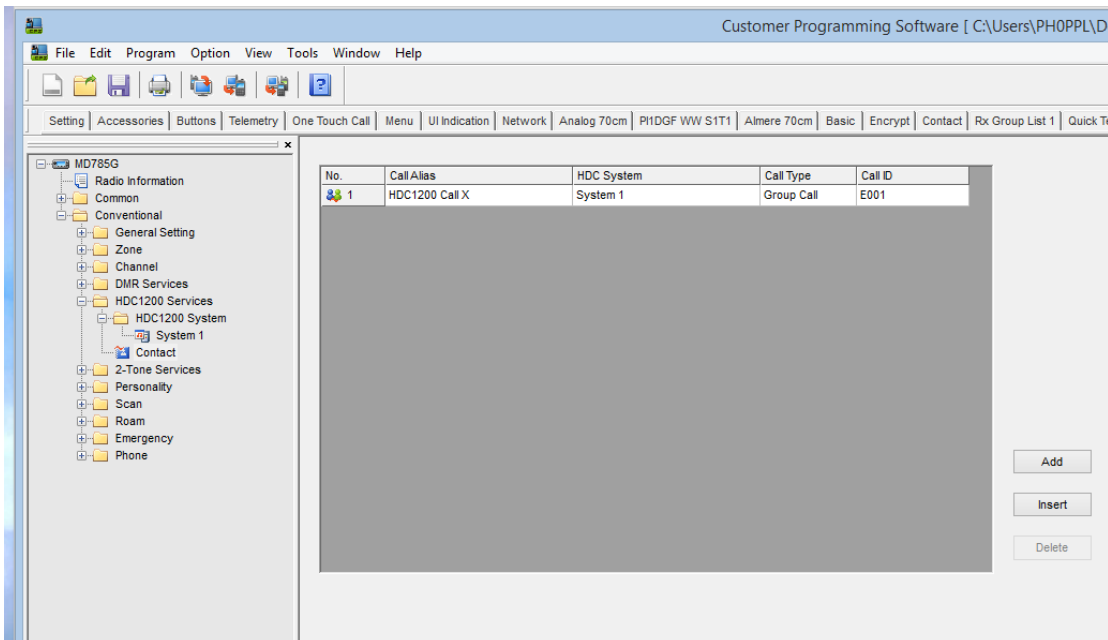 Customer Programming Software [ C:\Users\PH0PPL\D
File Edit Program Option View Tools Window Help
Setting Accessories Buttons Telemetry One Touch Call Menu UI Indication Network Analog 70cm PI1DGF WW S1T1 Almere 70cm Basic Encrypt Contact Rx Group List 1 Quick Te
MD785G
Radio Information
Common
Conventional
General Setting
Zone
Channel
DMR Services
HDC1200 Services
HDC1200 System
System 1
Contact
2-Tone Services
Personality
Scan
Roam
Emergency
Phone
No. Call Alias HDC System Call Type Call ID
1 HDC1200 Call X System 1 Group Call E001
Add
Insert
Delete